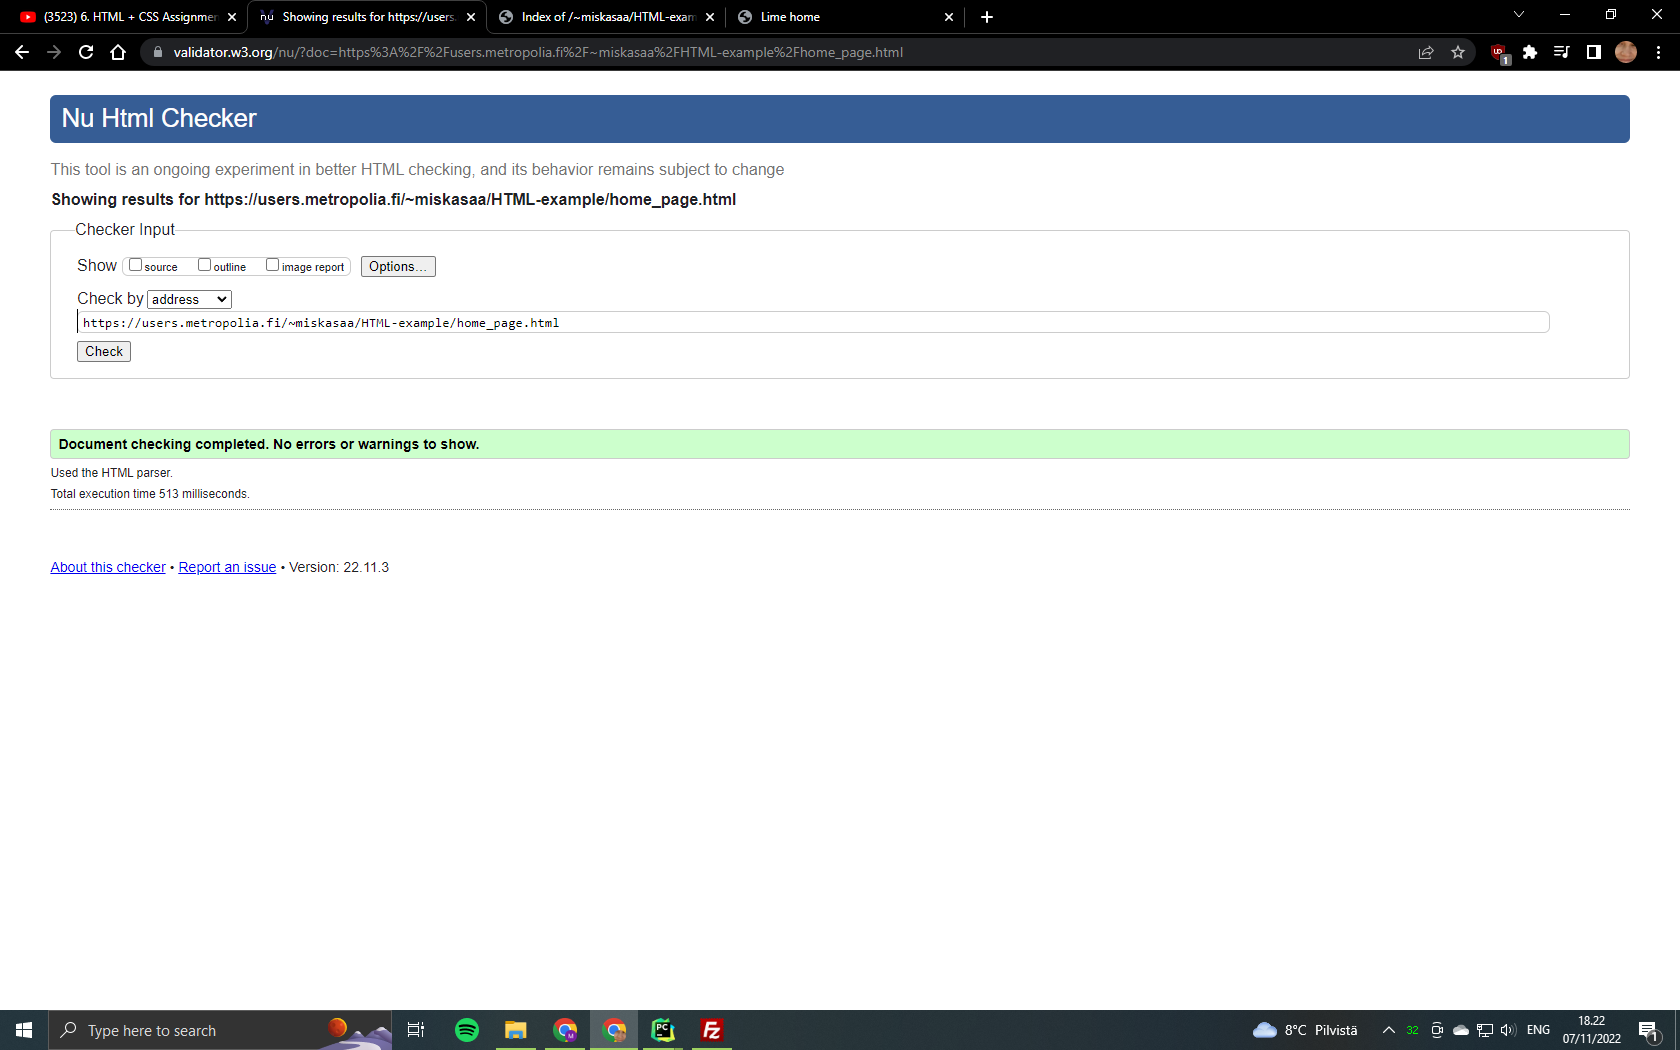 (3523) 6. HTML + CSS Assignmen
Showing results for https://users.
Index of /~miskasaa/HTML-exam
Lime home
validator.w3.org/nu/?doc=https%3A%2F%2Fusers.metropolia.fi%2F~miskasaa%2FHTML-example%2Fhome_page.html
1
Nu Html Checker
This tool is an ongoing experiment in better HTML checking, and its behavior remains subject to change
Showing results for https://users.metropolia.fi/~miskasaa/HTML-example/home_page.html
Checker Input
Show source outline image report Options...
Check by address
https://users.metropolia.fi/~miskasaa/HTML-example/home_page.html
Check
Document checking completed. No errors or warnings to show.
Used the HTML parser.
Total execution time 513 milliseconds.
About this checker • Report an issue • Version: 22.11.3
Type here to search
PC
FZ
8°C Pilvistä
32
ENG
18.22
07/11/2022
1